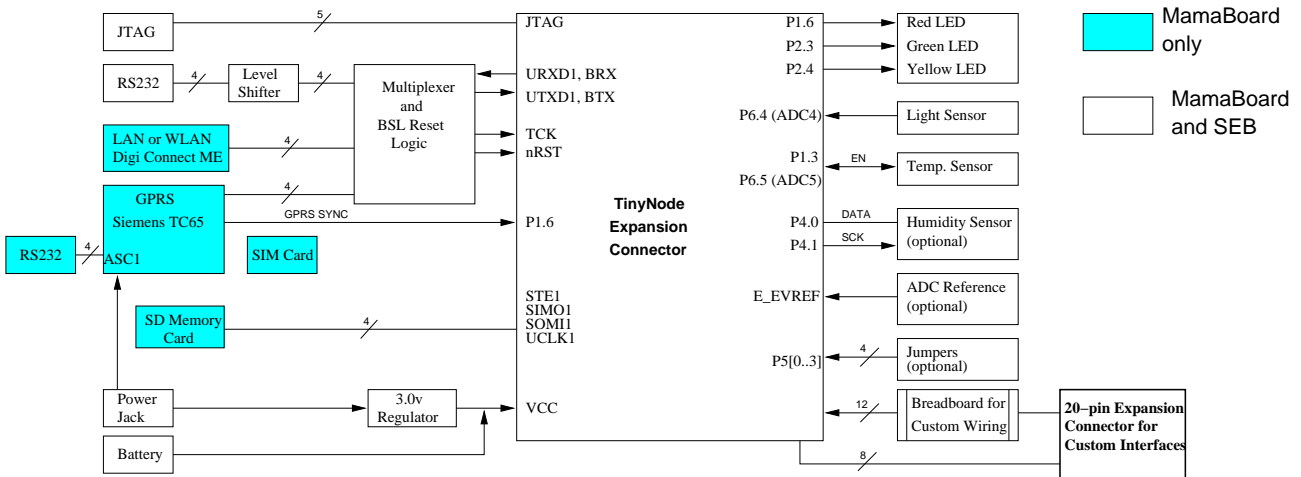 JTAG
5
JTAG
RS232
4
Level
Shifter
4
Multiplexer
and
BSL Reset
Logic
URXD1, BRX
UTXD1, BTX
TCK
nRST
LAN or WLAN
Digi Connect ME
4
GPRS
Siemens TC65
ASC1
4
GPRS SYNC
P1.6
RS232
4
SIM Card
SD Memory
Card
4
STE1
SIMO1
SOMI1
UCLK1
Power
Jack
3.0v
Regulator
VCC
Battery
TinyNode
Expansion
Connector
P1.6
Red LED
P2.3
Green LED
P2.4
Yellow LED
P6.4 (ADC4)
Light Sensor
P1.3
EN
P6.5 (ADC5)
Temp. Sensor
P4.0
DATA
P4.1
SCK
Humidity Sensor
(optional)
E_EVREF
ADC Reference
(optional)
P5[0..3]
4
Jumpers
(optional)
12
Breadboard for
Custom Wiring
8
20−pin Expansion
Connector for
Custom Interfaces
MamaBoard
only
MamaBoard
and SEB